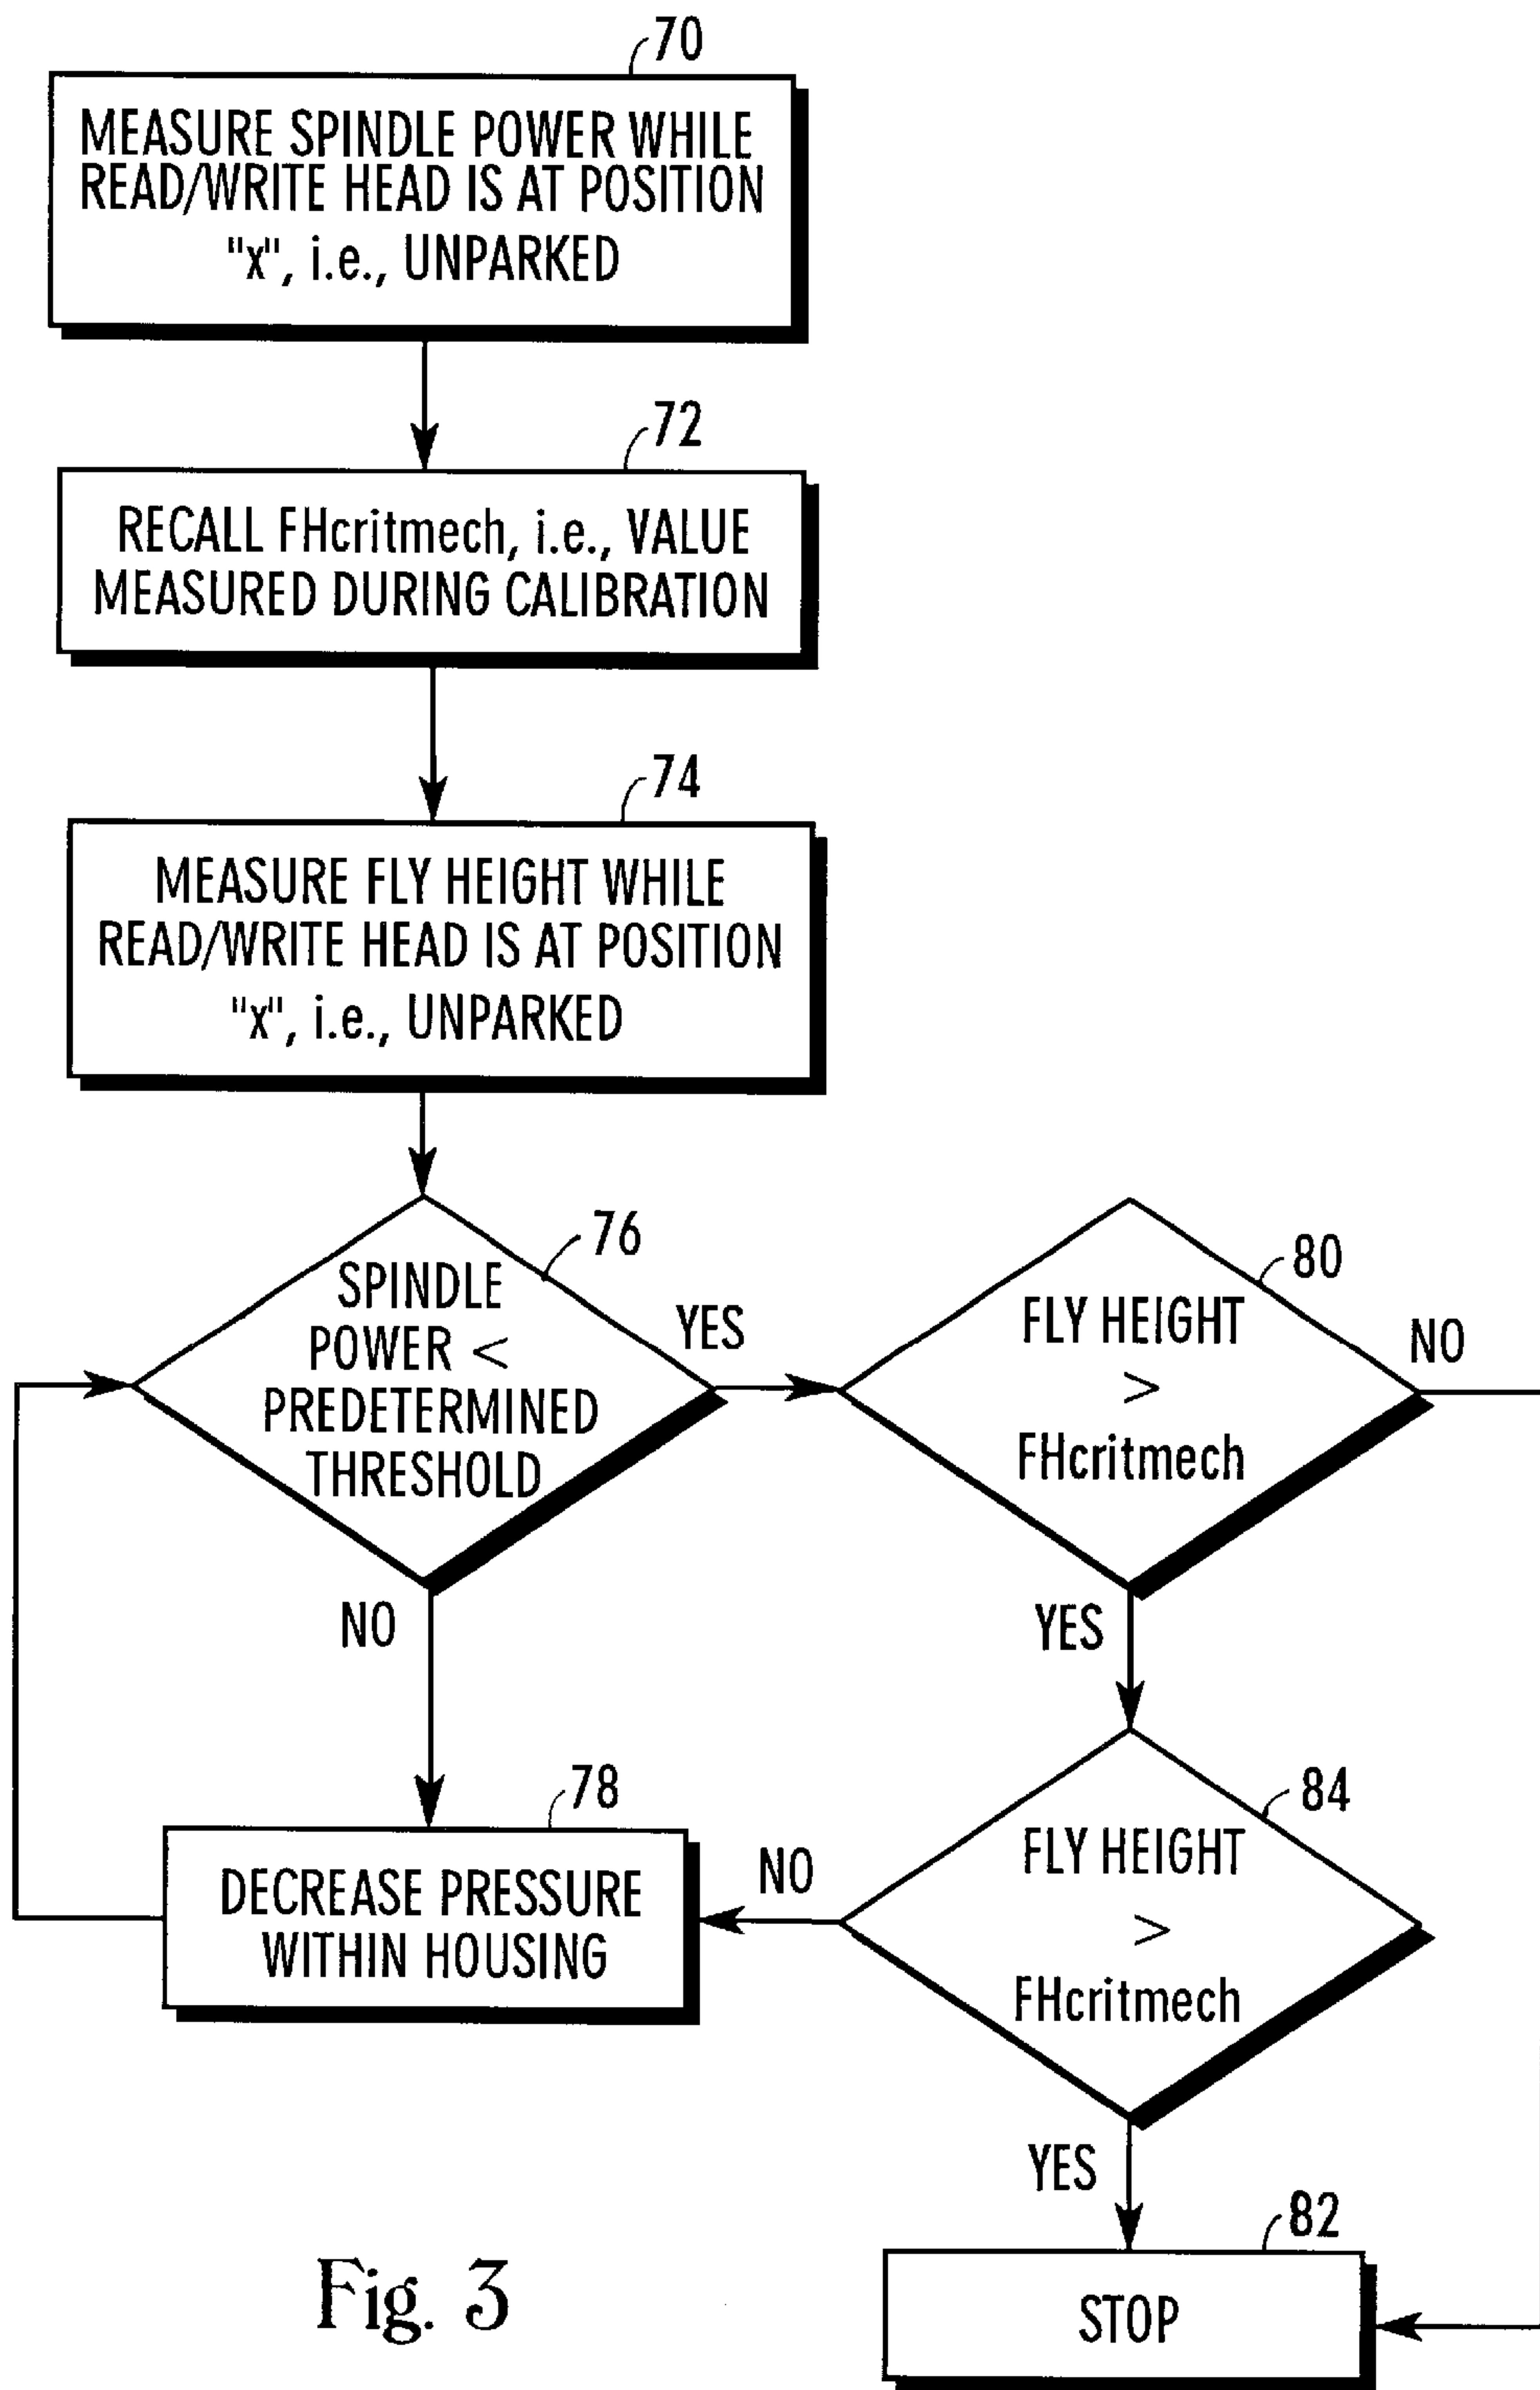 70
MEASURE SPINDLE POWER WHILE
READ/WRITE HEAD IS AT POSITION
"x", i.e., UNPARKED
72
RECALL FHcritmech, i.e., VALUE
MEASURED DURING CALIBRATION
74
MEASURE FLY HEIGHT WHILE
READ/WRITE HEAD IS AT POSITION
"x", i.e., UNPARKED
76
SPINDLE
POWER <
PREDETERMINED
THRESHOLD
YES
NO
80
FLY HEIGHT
>
FHcritmech
NO
YES
78
DECREASE PRESSURE
WITHIN HOUSING
84
FLY HEIGHT
>
FHcritmech
NO
YES
82
STOP
Fig. 3